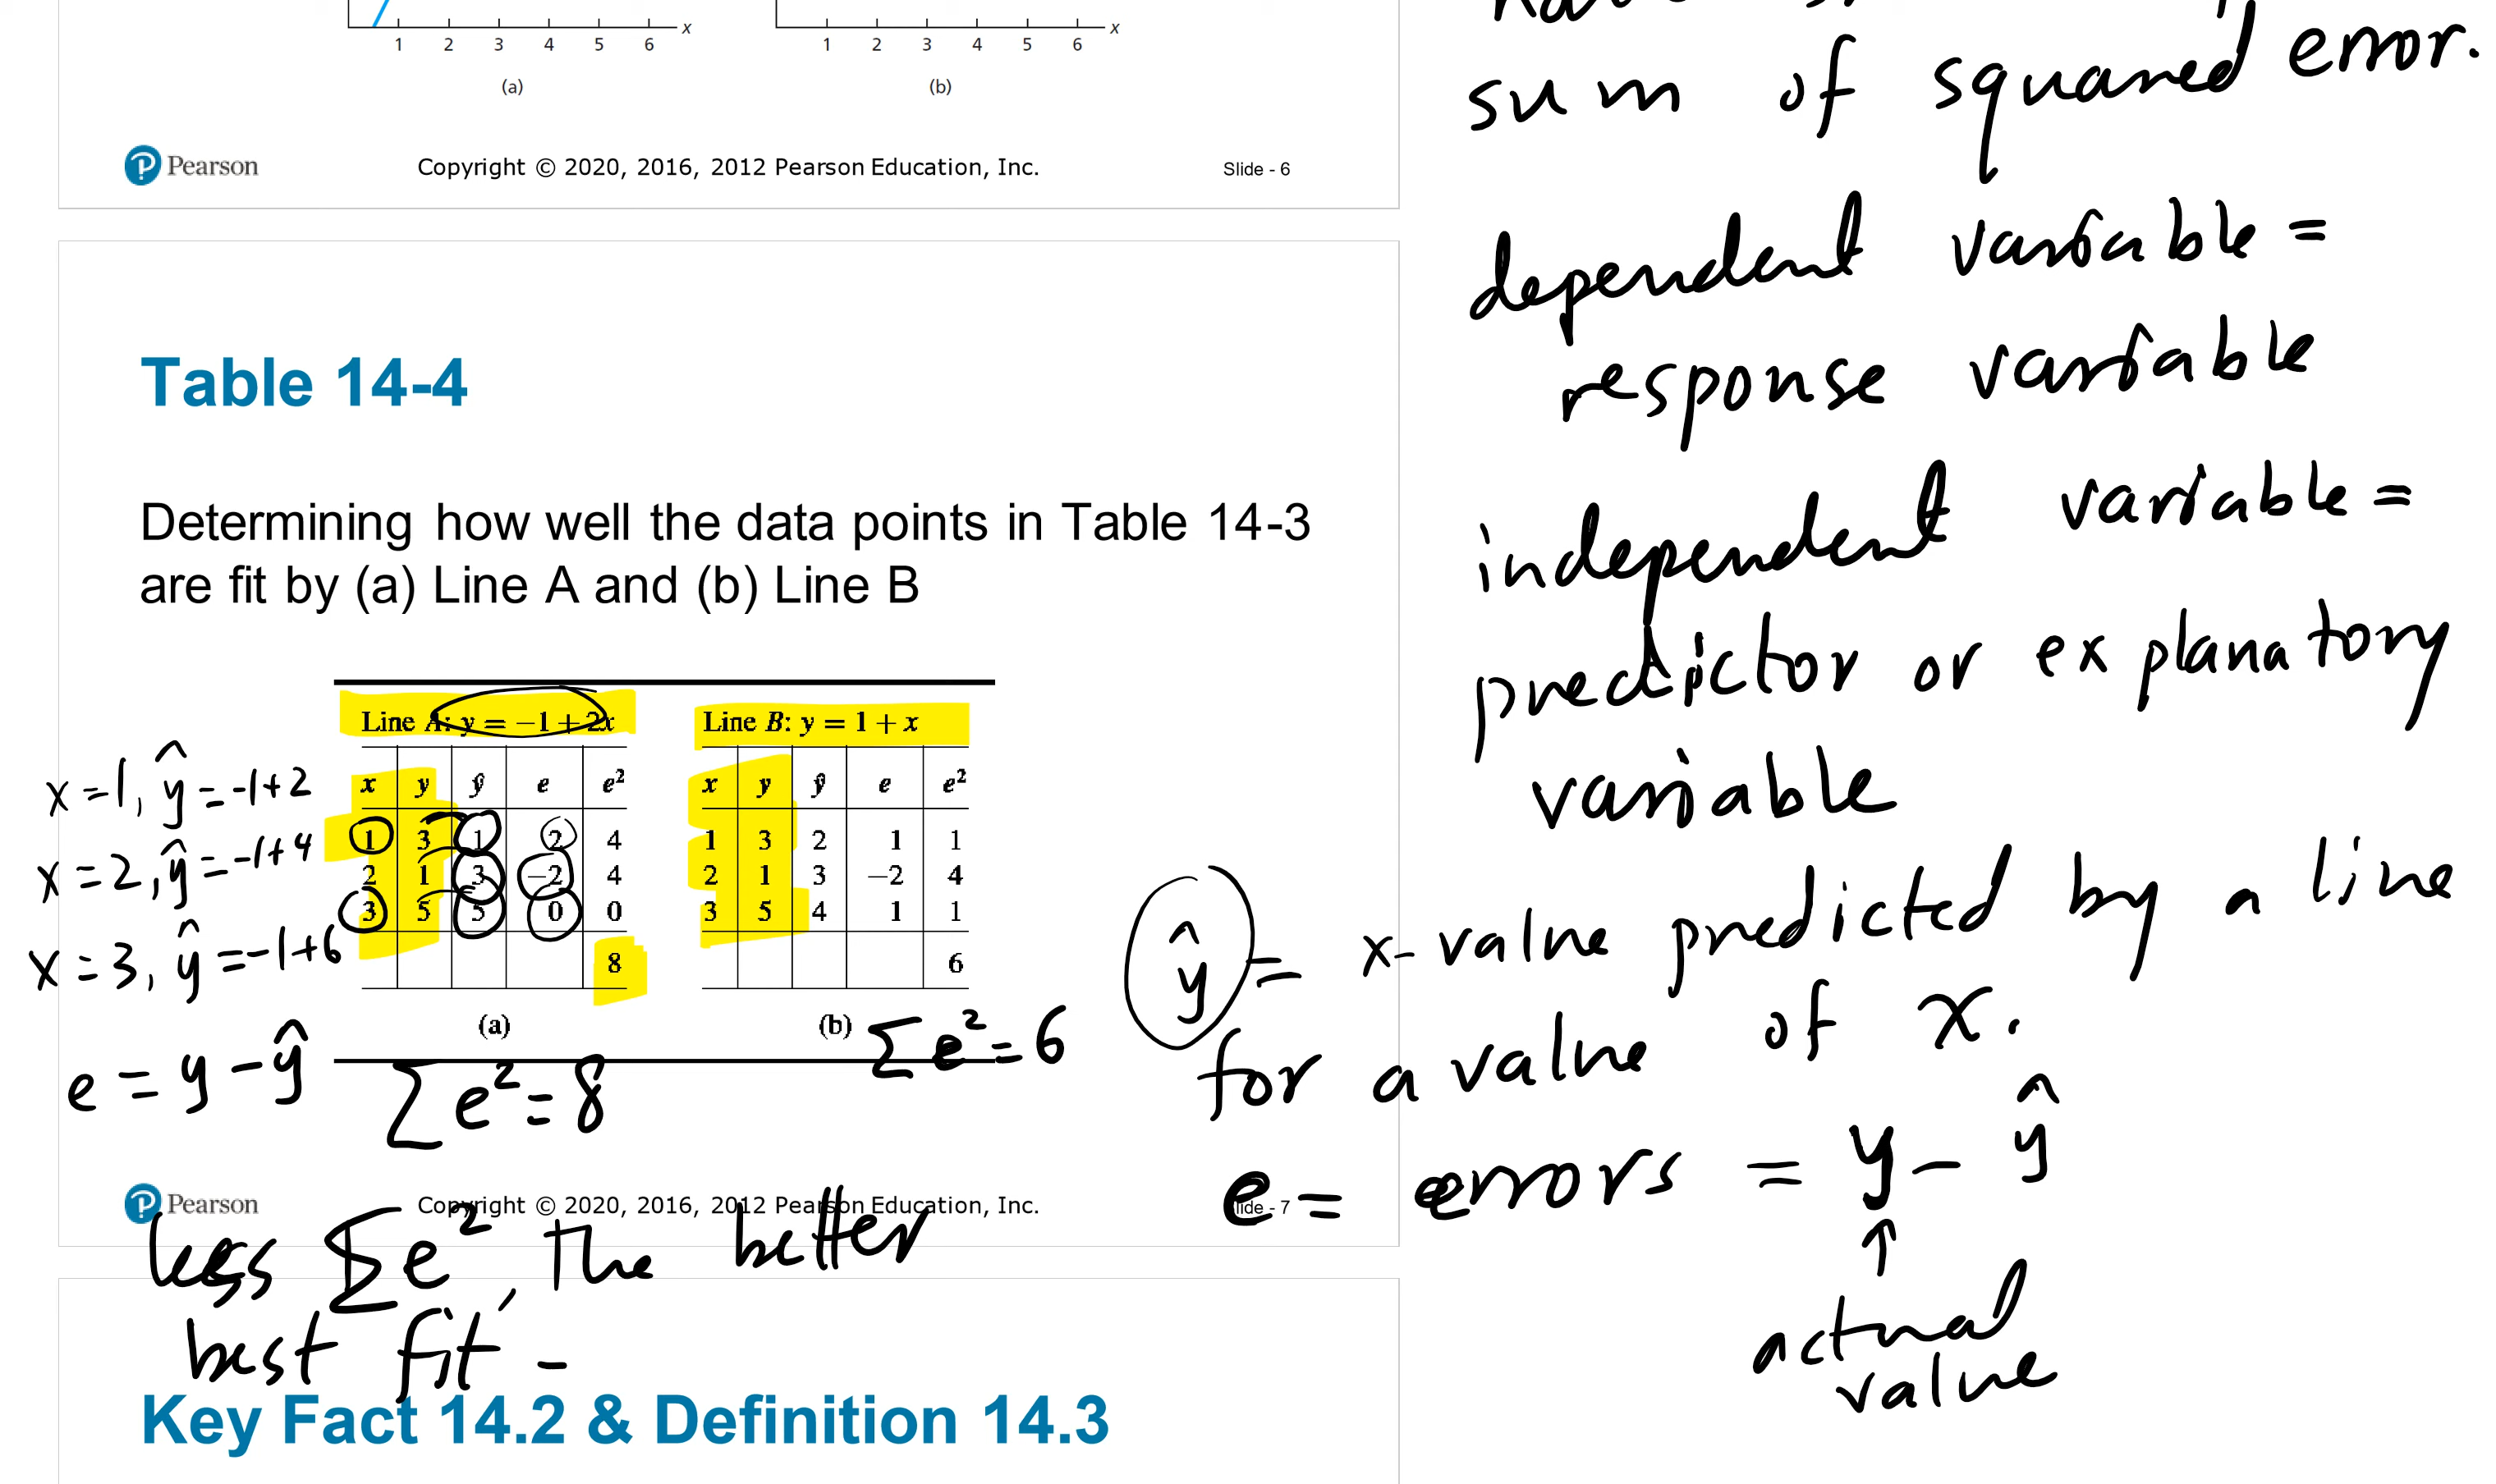 x
1 2 3 4 5 6
(a)
x
1 2 3 4 5 6
(b)
Pearson
Copyright © 2020, 2016, 2012 Pearson Education, Inc.
Slide - 6
sum of squared error.
dependent variable =
response variable
independent variable =
predictor or explanatory
variable
Table 14-4
Determining how well the data points in Table 14-3
are fit by (a) Line A and (b) Line B
Line A: y = −1 + 2x
x y ŷ e e²
1 3 1 2 4
2 1 3 −2 4
3 5 5 0 0
8
(a)
Line B: y = 1 + x
x y ŷ e e²
1 3 2 1 1
2 1 3 −2 4
3 5 4 1 1
6
(b)
x=1, ŷ=-1+2
x=2, ŷ=-1+4
x=3, ŷ=-1+6
e = y - ŷ
∑e²=8
∑e²=6
ŷ = x-value predicted by a line
for a value of x.
e = errors = y - ŷ
↑
actual
value
Pearson
Copyright © 2020, 2016, 2012 Pearson Education, Inc.
Slide - 7
less ∑e², the better
best fit -
Key Fact 14.2 & Definition 14.3